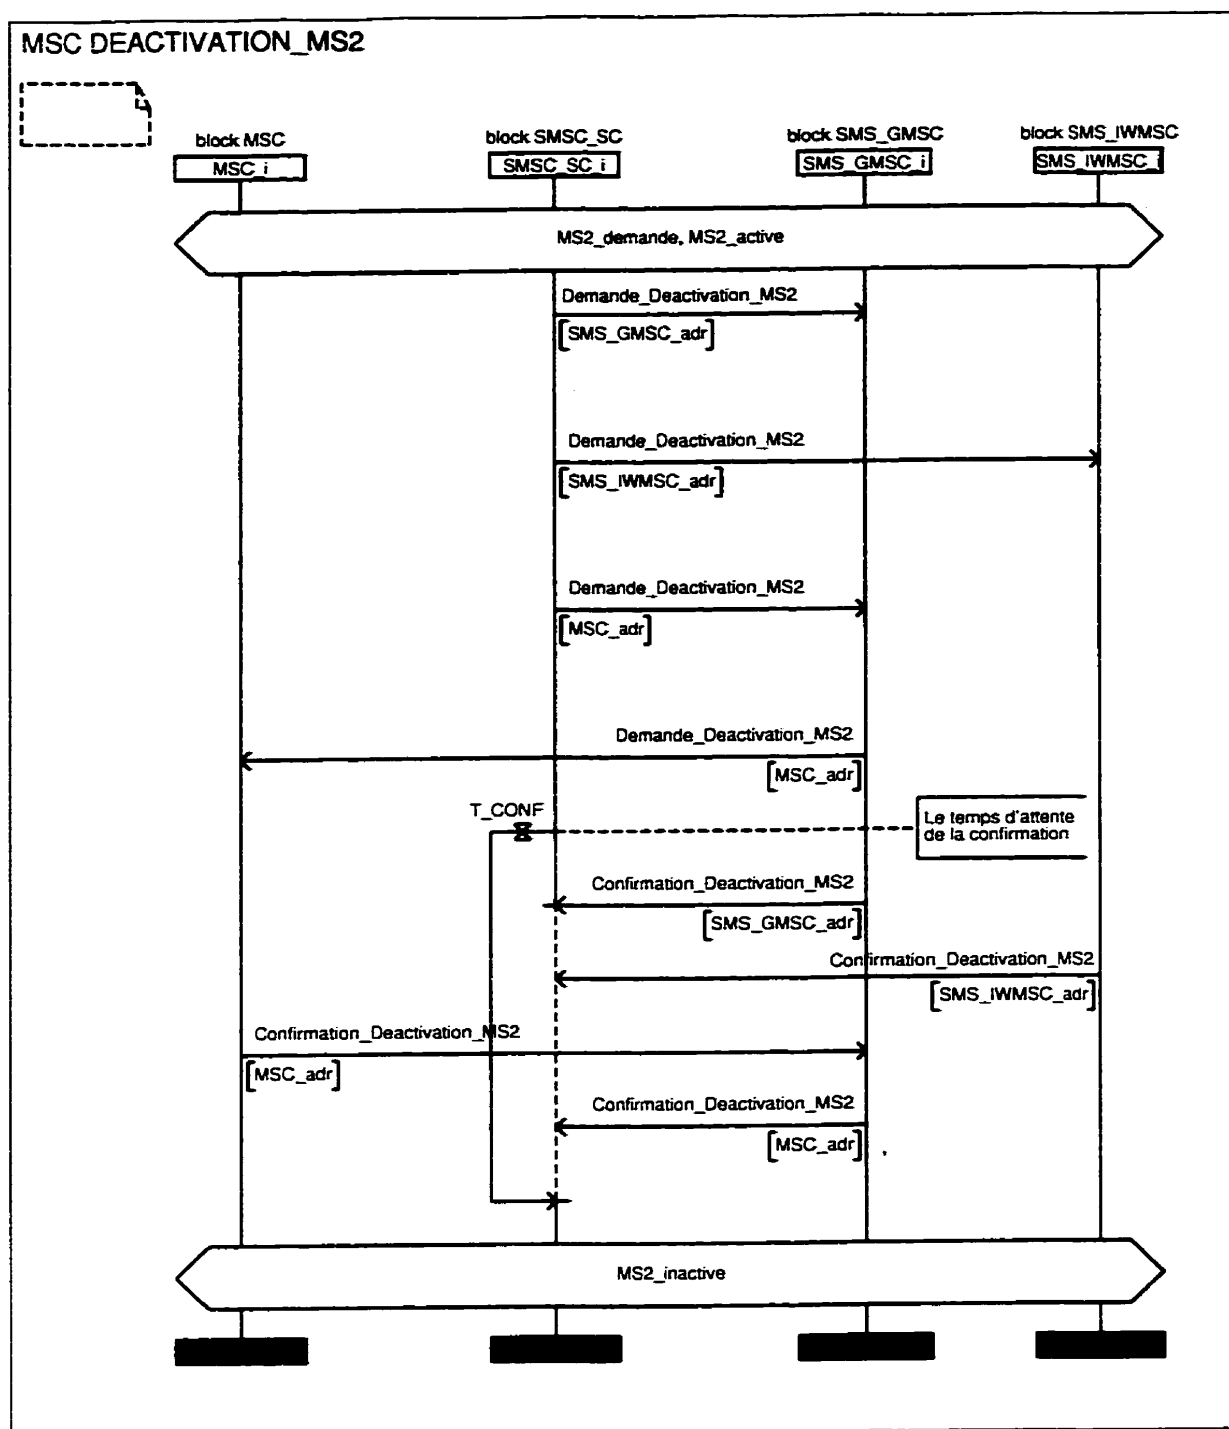 MSC DEACTIVATION_MS2
block MSC
block SMSC_SC
block SMS_GMSC
block SMS_IWMSC
MSC_i
SMSC_SC_i
SMS_GMSC_i
SMS_IWMSC_i
MS2_demande, MS2_active
Demande_Deactivation_MS2
[SMS_GMSC_adr]
Demande_Deactivation_MS2
[SMS_IWMSC_adr]
Demande_Deactivation_MS2
[MSC_adr]
Demande_Deactivation_MS2
[MSC_adr]
T_CONF
Le temps d'attente
de la confirmation
Confirmation_Deactivation_MS2
[SMS_GMSC_adr]
Confirmation_Deactivation_MS2
[SMS_IWMSC_adr]
Confirmation_Deactivation_MS2
[MSC_adr]
Confirmation_Deactivation_MS2
[MSC_adr]
MS2_inactive